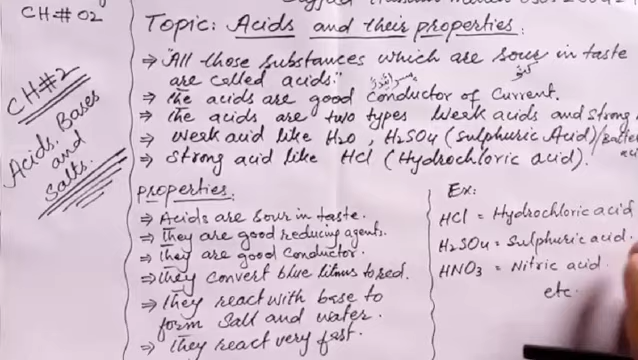 CH#02
Topic: Acids and their properties:
CH#2
Acids, Bases
and
Salts.
⇒ "All those substances which are sour in taste
are called acids."
⇒ The acids are good conductor of current.
⇒ The acids are two types Weak acids and strong
⇒ Weak acid like H2O, H2SO4 (Sulphuric Acid)/
⇒ Strong acid like HCl (Hydrochloric acid).
properties:
⇒ Acids are sour in taste.
⇒ They are good reducing agents.
⇒ They are good conductor.
⇒ They convert blue litmus to red.
⇒ They react with base to
form salt and water.
⇒ They react very fast.
Ex:
HCl = Hydrochloric acid
H2SO4 = Sulphuric acid.
HNO3 = Nitric acid.
etc.